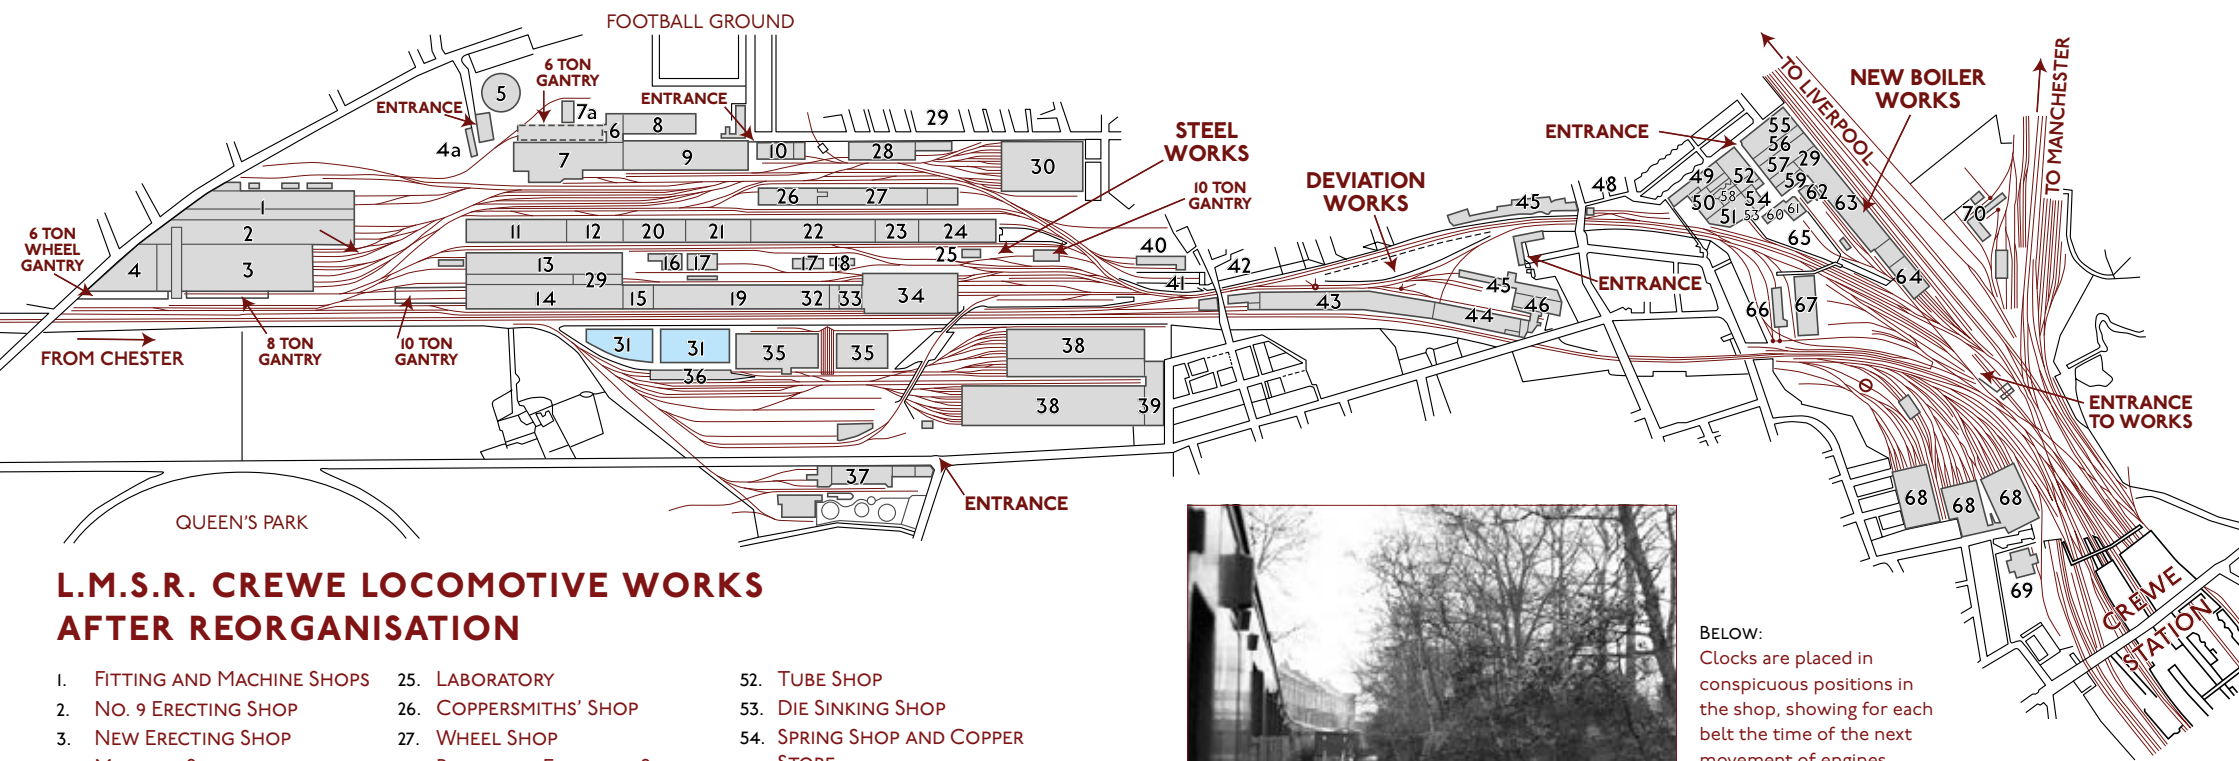 FOOTBALL GROUND
6 TON
GANTRY
ENTRANCE
5
7a
ENTRANCE
4a
6
8
7
9
10
28
29
30
STEEL
WORKS
10 TON
GANTRY
26
27
1
2
3
4
6 TON
WHEEL
GANTRY
11
12
20
21
22
23
24
25
13
29
14
15
16
17
17
18
19
32
33
34
40
41
42
FROM CHESTER
8 TON
GANTRY
10 TON
GANTRY
31
31
35
35
36
38
38
39
37
ENTRANCE
QUEEN'S PARK
DEVIATION
WORKS
45
48
43
44
45
46
ENTRANCE
ENTRANCE
TO LIVERPOOL
NEW BOILER
WORKS
TO MANCHESTER
55
56
57
29
59
62
63
49
52
58
54
50
51
53
60
61
65
64
66
67
70
ENTRANCE
TO WORKS
68
68
68
69
CREWE
STATION
L.M.S.R. CREWE LOCOMOTIVE WORKS
AFTER REORGANISATION
1. FITTING AND MACHINE SHOPS
2. NO. 9 ERECTING SHOP
3. NEW ERECTING SHOP
25. LABORATORY
26. COPPERSMITHS' SHOP
27. WHEEL SHOP
52. TUBE SHOP
53. DIE SINKING SHOP
54. SPRING SHOP AND COPPER
STORE
BELOW:
Clocks are placed in
conspicuous positions in
the shop, showing for each
belt the time of the next
movement of engines